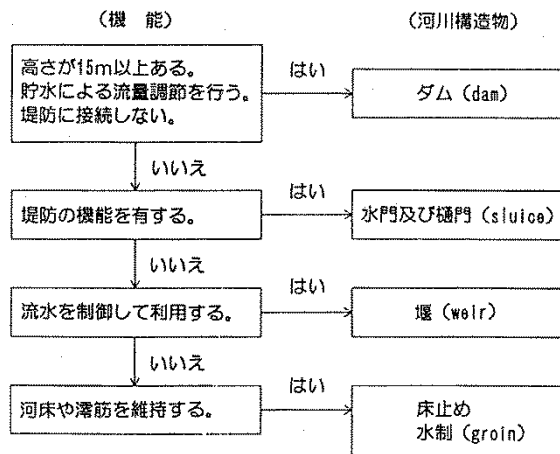 （機　能）
（河川構造物）
高さが15m以上ある。
貯水による流量調節を行う。
堤防に接続しない。
はい
ダム（dam）
いいえ
堤防の機能を有する。
はい
水門及び樋門（sluice）
いいえ
流水を制御して利用する。
はい
堰（weir）
いいえ
河床や澪筋を維持する。
はい
床止め
水制（groin）